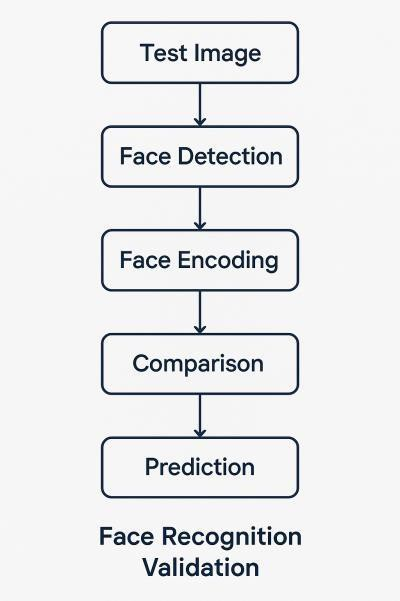 Test Image
Face Detection
Face Encoding
Comparison
Prediction
Face Recognition
Validation